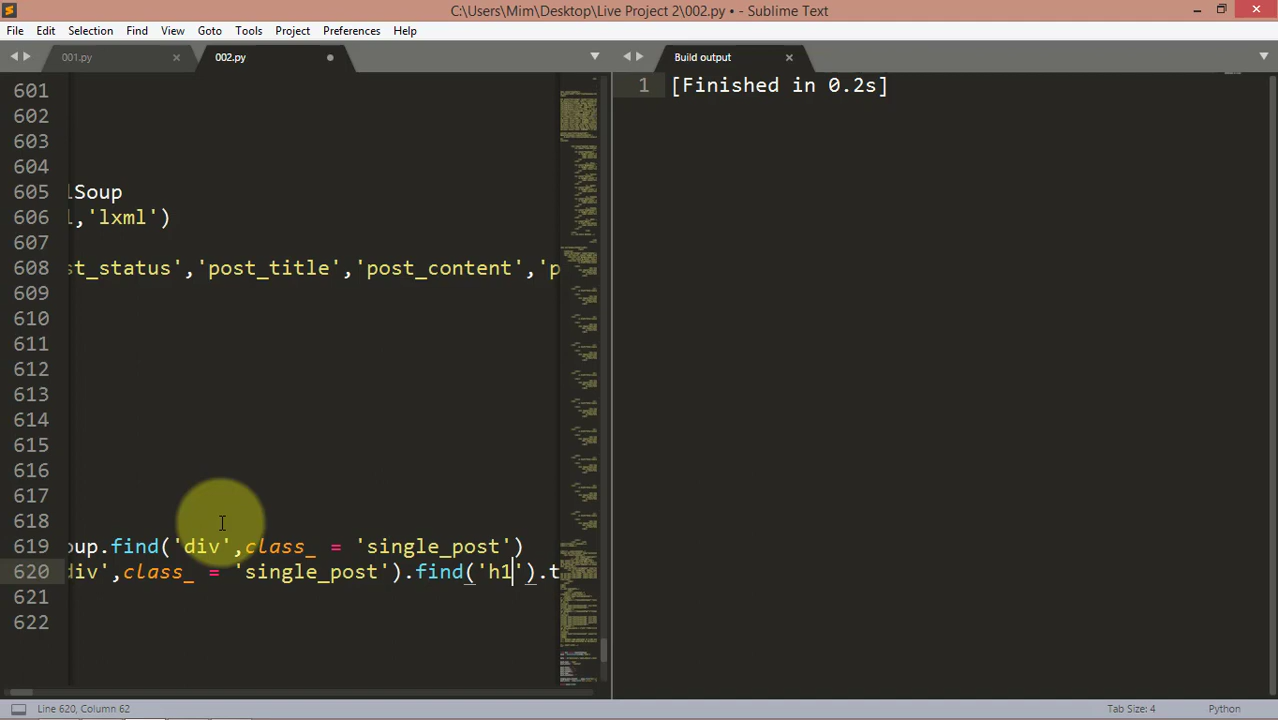 C:\Users\Mim\Desktop\Live Project 2\002.py • - Sublime Text
File Edit Selection Find View Goto Tools Project Preferences Help
001.py 002.py Build output
601
602
603
604
605 lSoup
606 l,'lxml')
607
608 st_status','post_title','post_content','p
609
610
611
612
613
614
615
616
617
618
619 oup.find('div',class_ = 'single_post')
620 div',class_ = 'single_post').find('h1').t
621
622
1 [Finished in 0.2s]
Line 620, Column 62 Tab Size: 4 Python